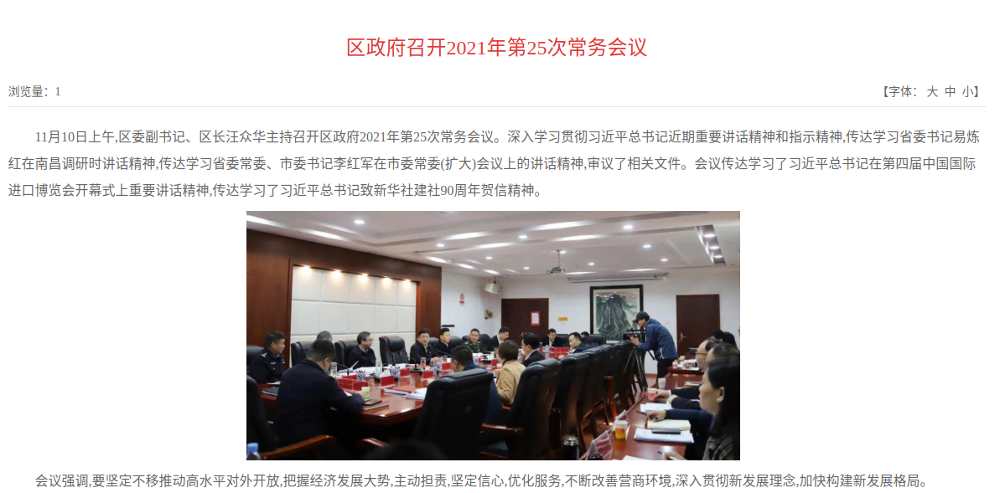 区政府召开2021年第25次常务会议
浏览量：1
【字体： 大 中 小】
11月10日上午,区委副书记、区长汪众华主持召开区政府2021年第25次常务会议。深入学习贯彻习近平总书记近期重要讲话精神和指示精神,传达学习省委书记易炼
红在南昌调研时讲话精神,传达学习省委常委、市委书记李红军在市委常委(扩大)会议上的讲话精神,审议了相关文件。会议传达学习了习近平总书记在第四届中国国际
进口博览会开幕式上重要讲话精神,传达学习了习近平总书记致新华社建社90周年贺信精神。
会议强调,要坚定不移推动高水平对外开放,把握经济发展大势,主动担责,坚定信心,优化服务,不断改善营商环境,深入贯彻新发展理念,加快构建新发展格局。